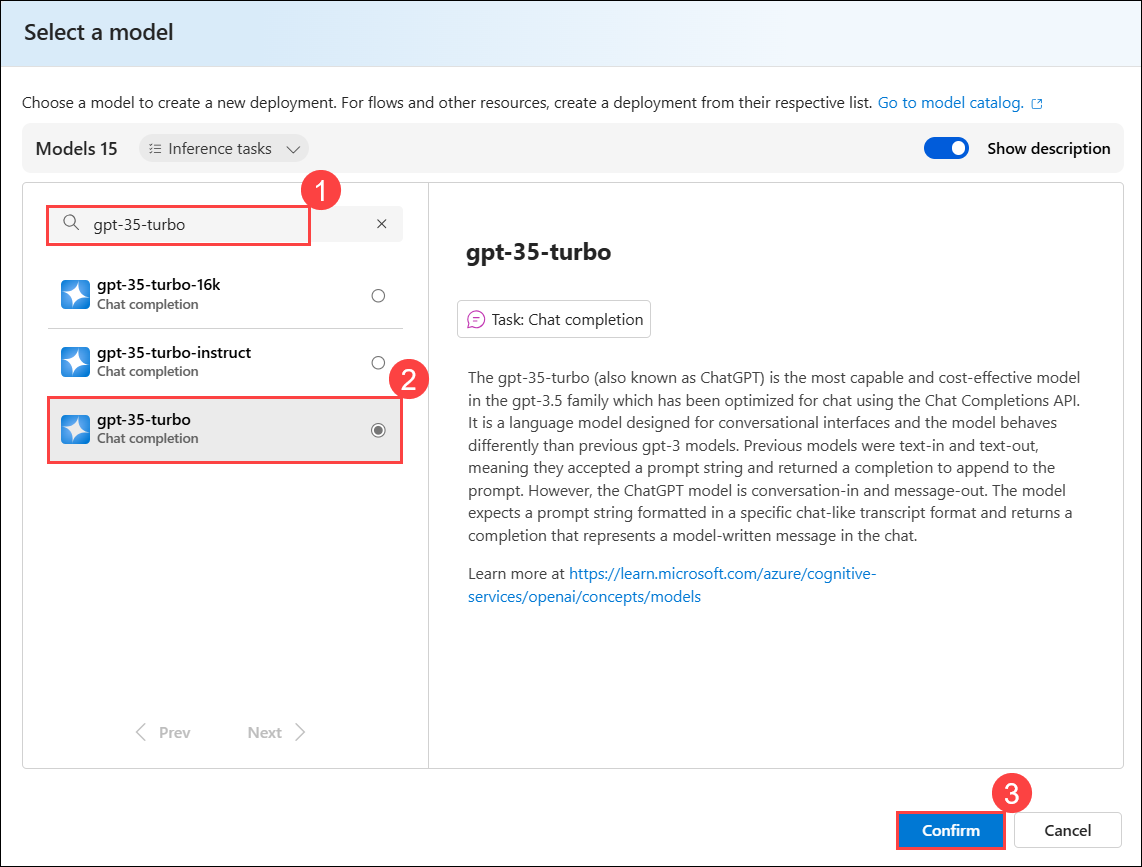 Select a model
Choose a model to create a new deployment. For flows and other resources, create a deployment from their respective list. Go to model catalog.
Models 15
Inference tasks
Show description
1
gpt-35-turbo
gpt-35-turbo-16k
Chat completion
gpt-35-turbo-instruct
Chat completion
2
gpt-35-turbo
Chat completion
Prev
Next
gpt-35-turbo
Task: Chat completion
The gpt-35-turbo (also known as ChatGPT) is the most capable and cost-effective model
in the gpt-3.5 family which has been optimized for chat using the Chat Completions API.
It is a language model designed for conversational interfaces and the model behaves
differently than previous gpt-3 models. Previous models were text-in and text-out,
meaning they accepted a prompt string and returned a completion to append to the
prompt. However, the ChatGPT model is conversation-in and message-out. The model
expects a prompt string formatted in a specific chat-like transcript format and returns a
completion that represents a model-written message in the chat.
Learn more at https://learn.microsoft.com/azure/cognitive-
services/openai/concepts/models
3
Confirm
Cancel